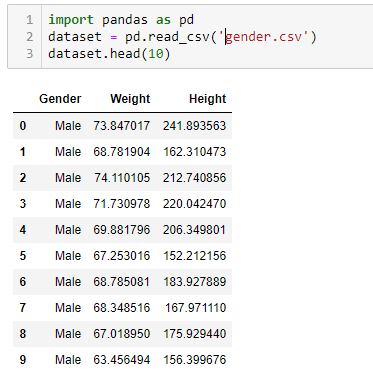 1 import pandas as pd
2 dataset = pd.read_csv('gender.csv')
3 dataset.head(10)
Gender Weight Height
0 Male 73.847017 241.893563
1 Male 68.781904 162.310473
2 Male 74.110105 212.740856
3 Male 71.730978 220.042470
4 Male 69.881796 206.349801
5 Male 67.253016 152.212156
6 Male 68.785081 183.927889
7 Male 68.348516 167.971110
8 Male 67.018950 175.929440
9 Male 63.456494 156.399676